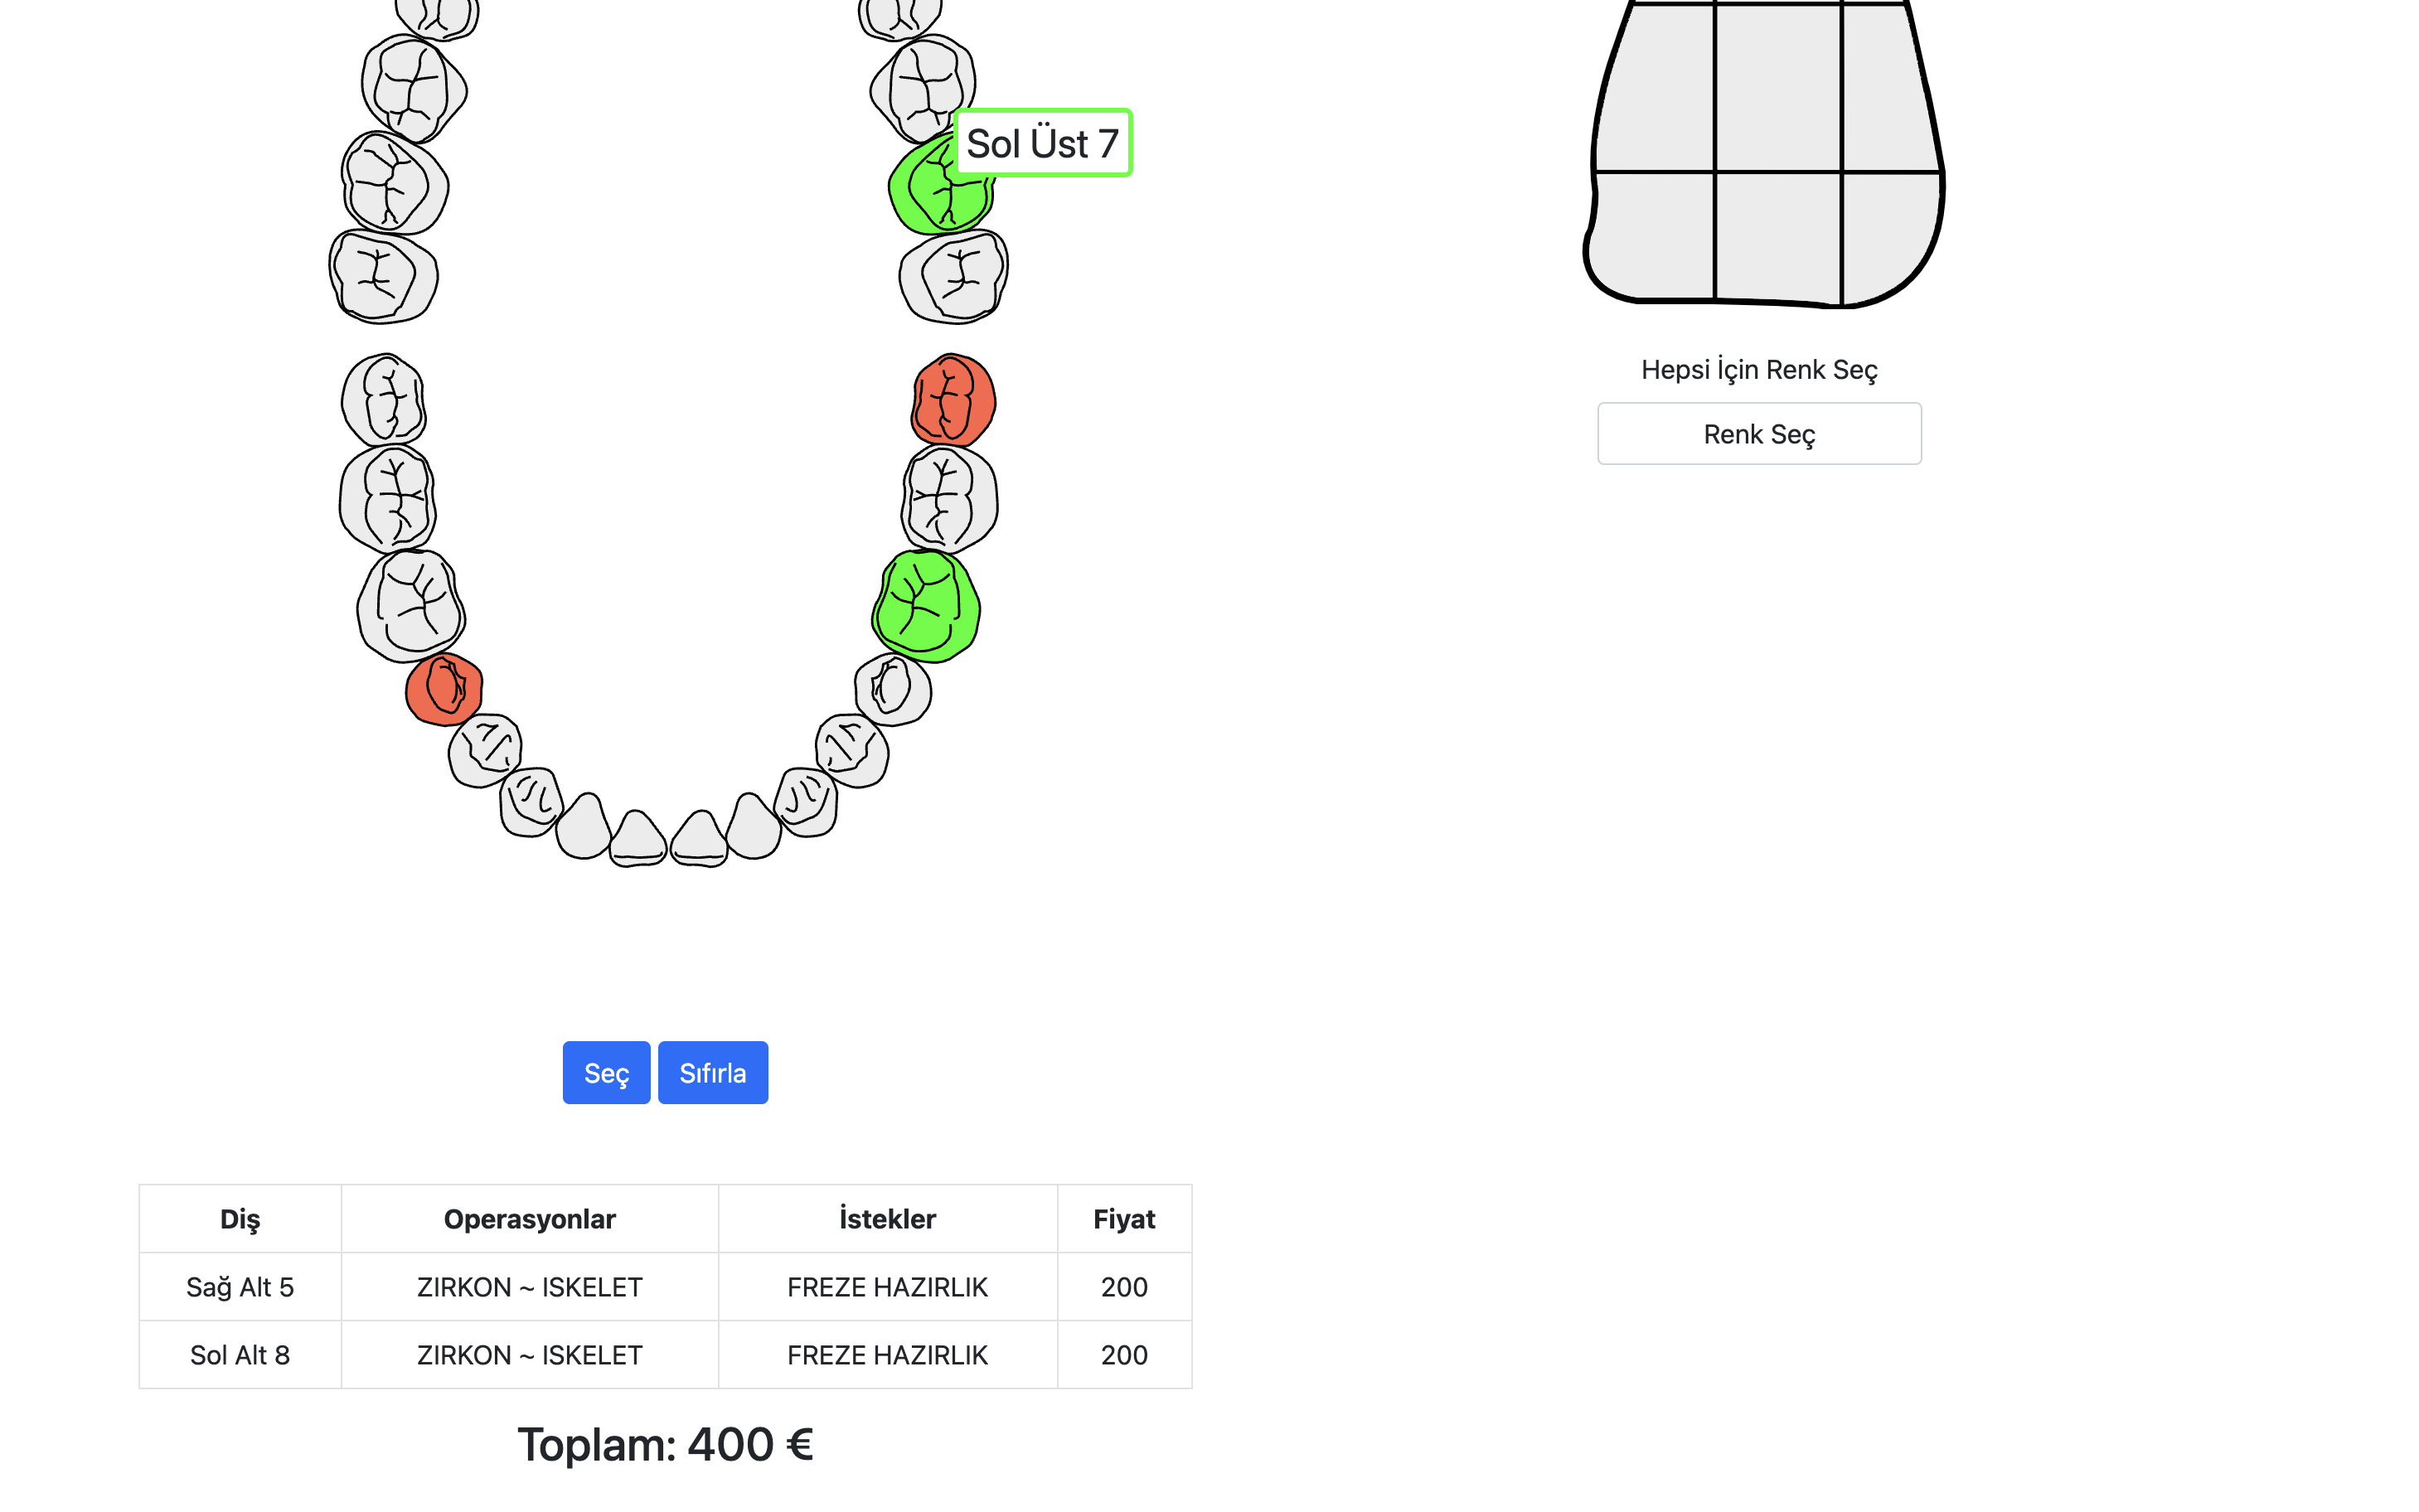 Sol Üst 7
Hepsi İçin Renk Seç
Renk Seç
Seç Sıfırla
Diş Operasyonlar İstekler Fiyat
Sağ Alt 5 ZIRKON ~ ISKELET FREZE HAZIRLIK 200
Sol Alt 8 ZIRKON ~ ISKELET FREZE HAZIRLIK 200
Toplam: 400 €